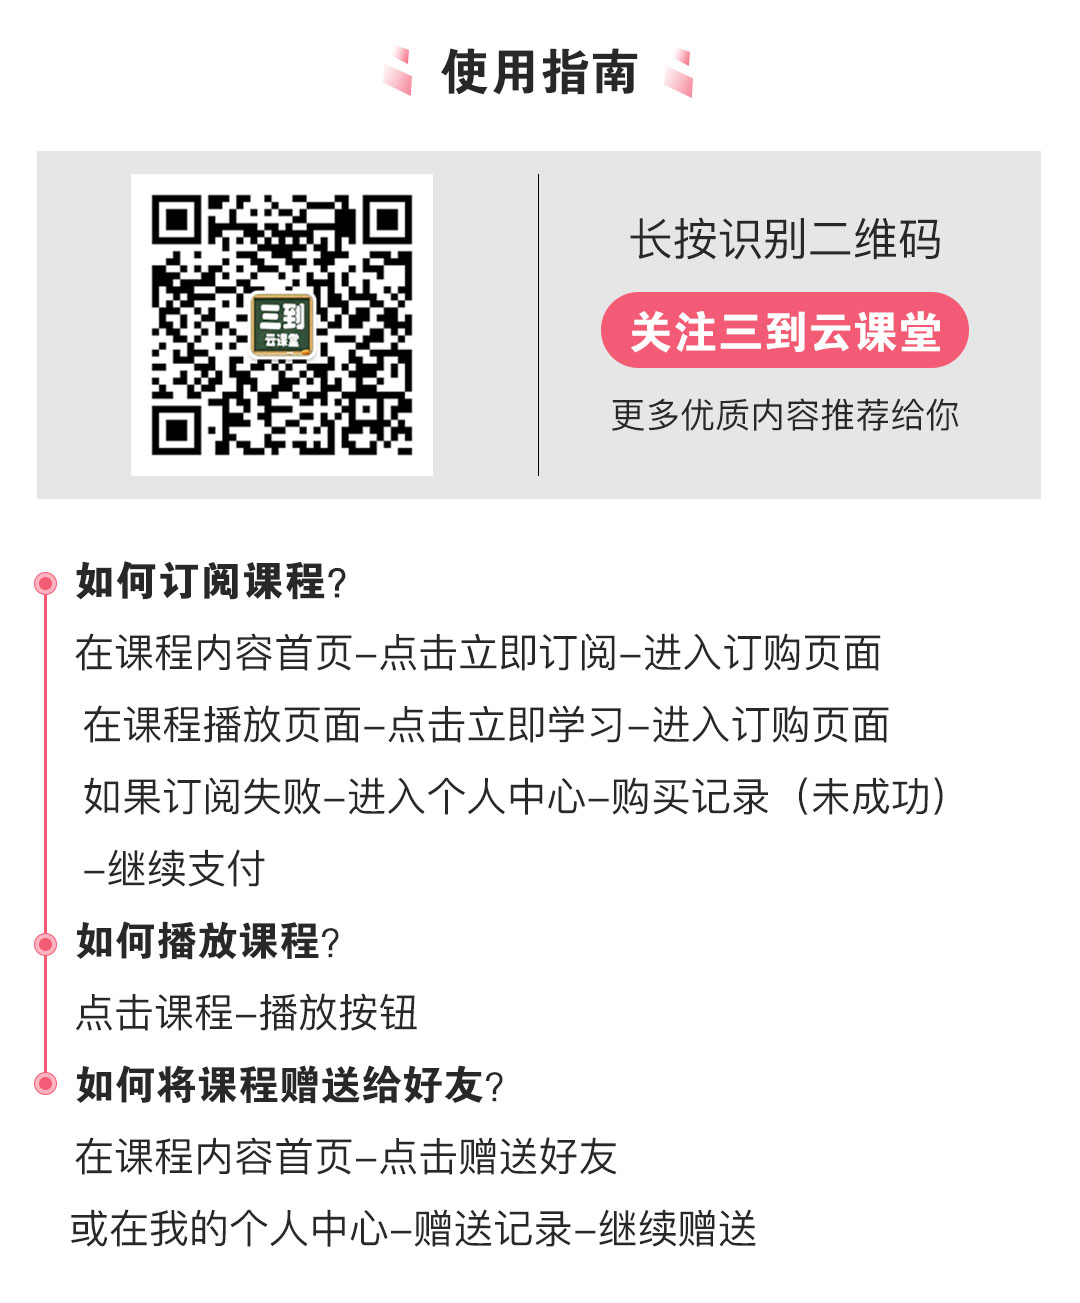 使用指南
三到
云课堂
长按识别二维码
关注三到云课堂
更多优质内容推荐给你
如何订阅课程?
在课程内容首页–点击立即订阅–进入订购页面
在课程播放页面–点击立即学习–进入订购页面
如果订阅失败–进入个人中心–购买记录（未成功）
–继续支付
如何播放课程?
点击课程–播放按钮
如何将课程赠送给好友?
在课程内容首页–点击赠送好友
或在我的个人中心–赠送记录–继续赠送